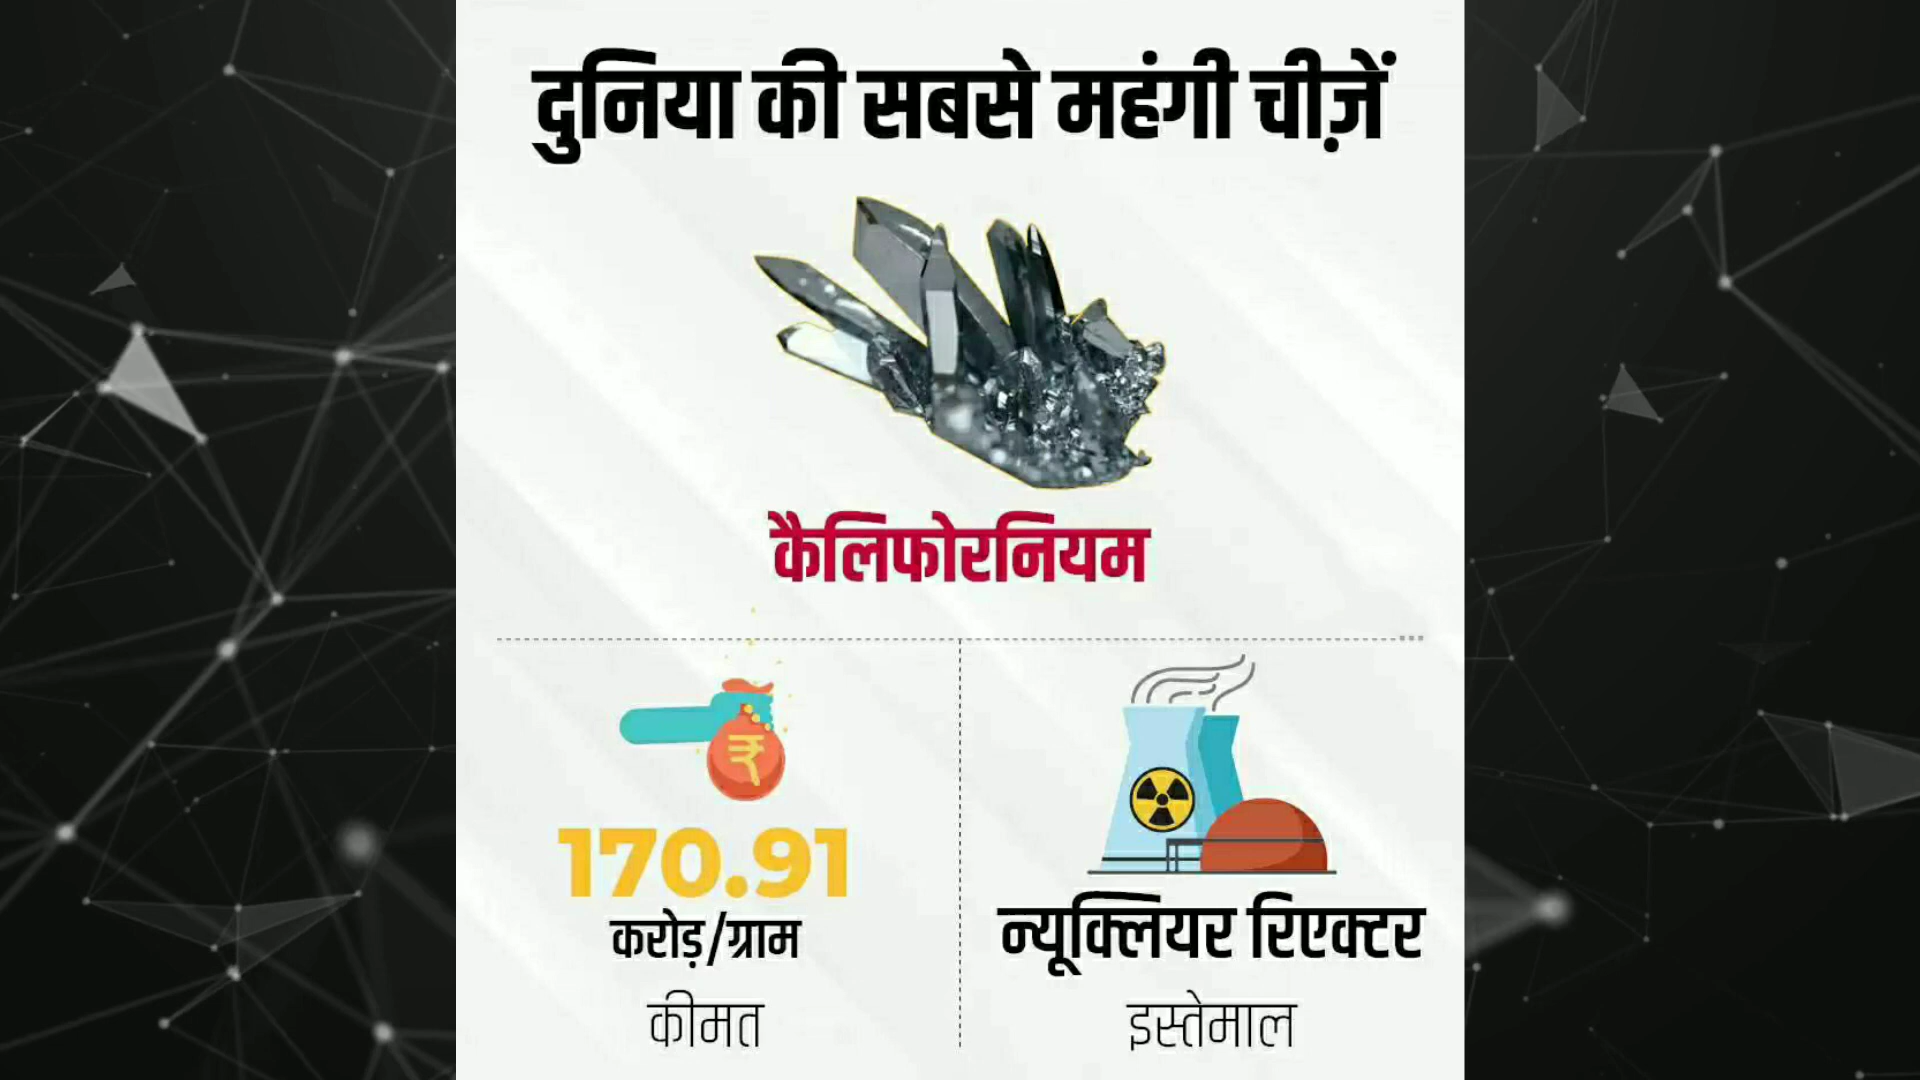 दुनिया की सबसे महंगी चीज़ें
कैलिफोरनियम
₹
170.91
करोड़/ग्राम
कीमत
न्यूक्लियर रिएक्टर
इस्तेमाल